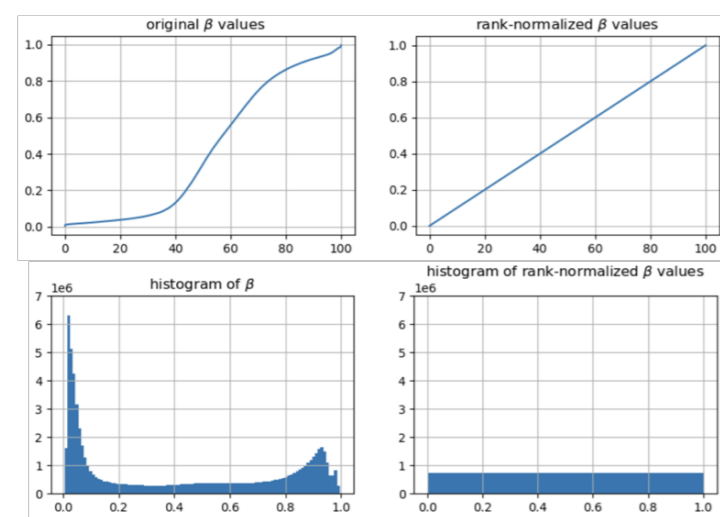 original β values
1.0
0.8
0.6
0.4
0.2
0.0
0 20 40 60 80 100
rank-normalized β values
1.0
0.8
0.6
0.4
0.2
0.0
0 20 40 60 80 100
histogram of β
1e6
7
6
5
4
3
2
1
0
0.0 0.2 0.4 0.6 0.8 1.0
histogram of rank-normalized β values
1e6
7
6
5
4
3
2
1
0
0.0 0.2 0.4 0.6 0.8 1.0